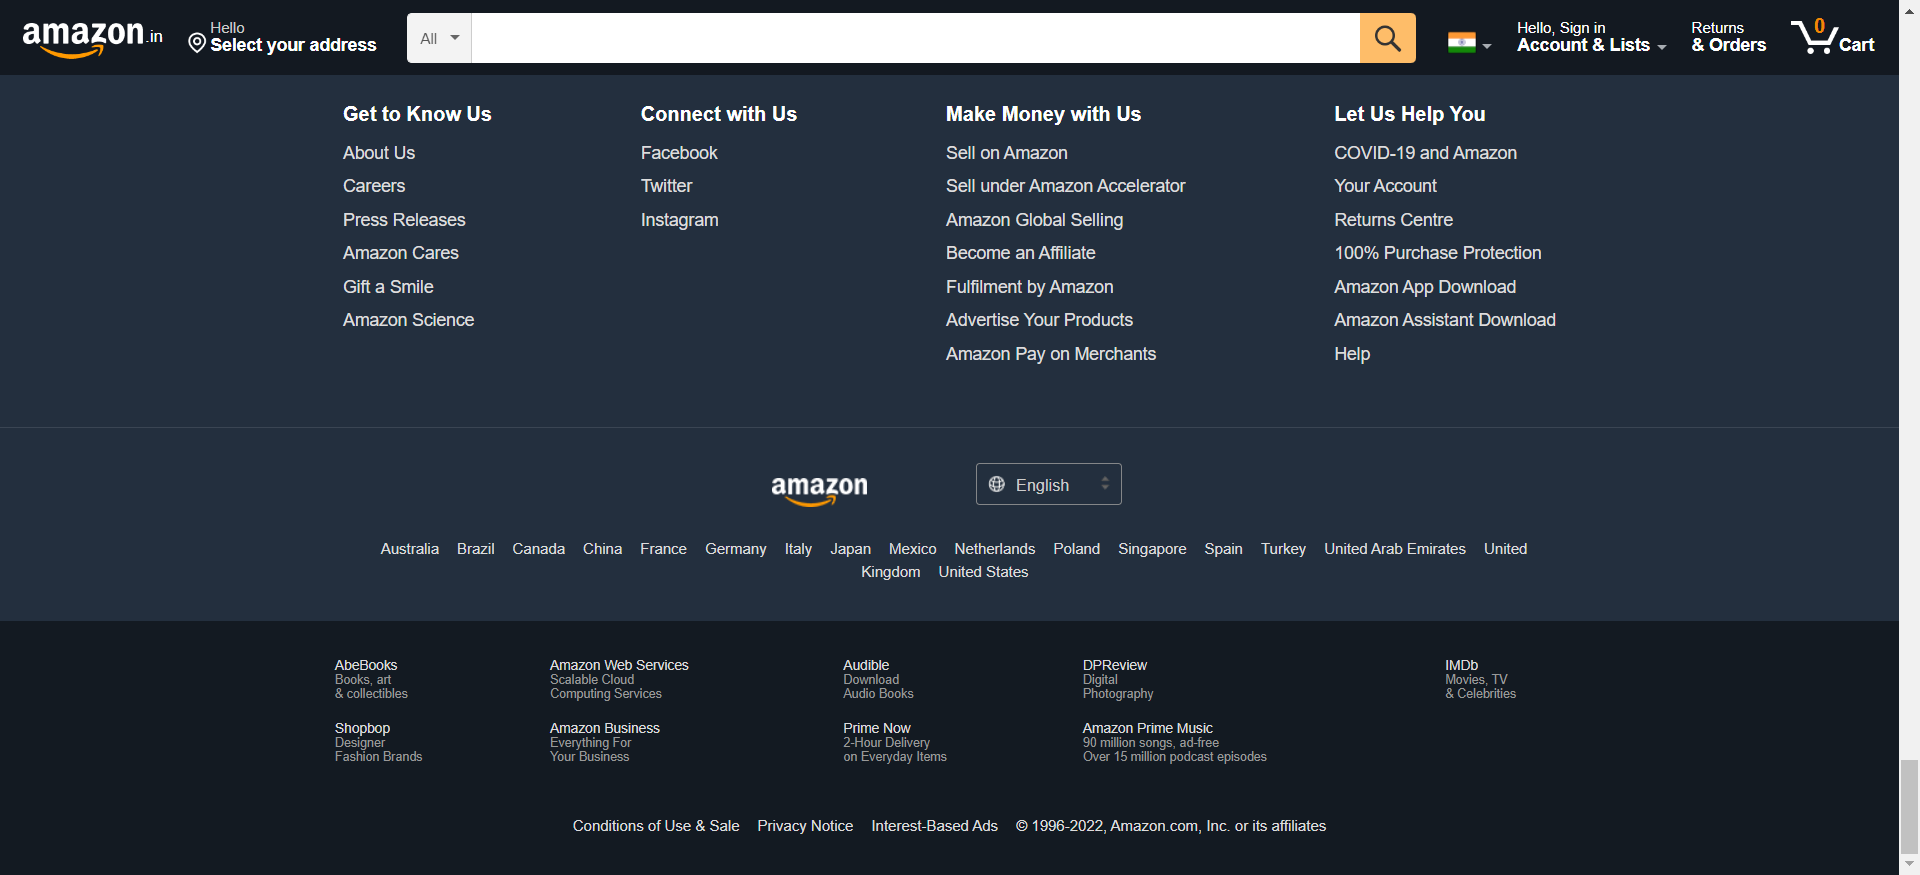 amazon.in
Hello
Select your address
All
Hello, Sign in
Account & Lists
Returns
& Orders
0
Cart
Get to Know Us
About Us
Careers
Press Releases
Amazon Cares
Gift a Smile
Amazon Science
Connect with Us
Facebook
Twitter
Instagram
Make Money with Us
Sell on Amazon
Sell under Amazon Accelerator
Amazon Global Selling
Become an Affiliate
Fulfilment by Amazon
Advertise Your Products
Amazon Pay on Merchants
Let Us Help You
COVID-19 and Amazon
Your Account
Returns Centre
100% Purchase Protection
Amazon App Download
Amazon Assistant Download
Help
amazon
English
Australia Brazil Canada China France Germany Italy Japan Mexico Netherlands Poland Singapore Spain Turkey United Arab Emirates United
Kingdom United States
AbeBooks
Books, art
& collectibles
Amazon Web Services
Scalable Cloud
Computing Services
Audible
Download
Audio Books
DPReview
Digital
Photography
IMDb
Movies, TV
& Celebrities
Shopbop
Designer
Fashion Brands
Amazon Business
Everything For
Your Business
Prime Now
2-Hour Delivery
on Everyday Items
Amazon Prime Music
90 million songs, ad-free
Over 15 million podcast episodes
Conditions of Use & Sale Privacy Notice Interest-Based Ads © 1996-2022, Amazon.com, Inc. or its affiliates